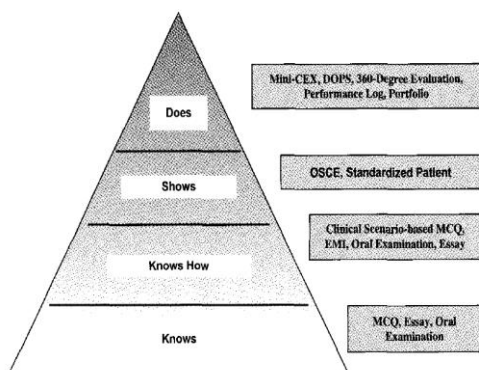 Mini-CEX, DOPS, 360-Degree Evaluation,
Performance Log, Portfolio
Does
OSCE, Standardized Patient
Shows
Clinical Scenario-based MCQ,
EMI, Oral Examination, Essay
Knows How
MCQ, Essay, Oral
Examination
Knows